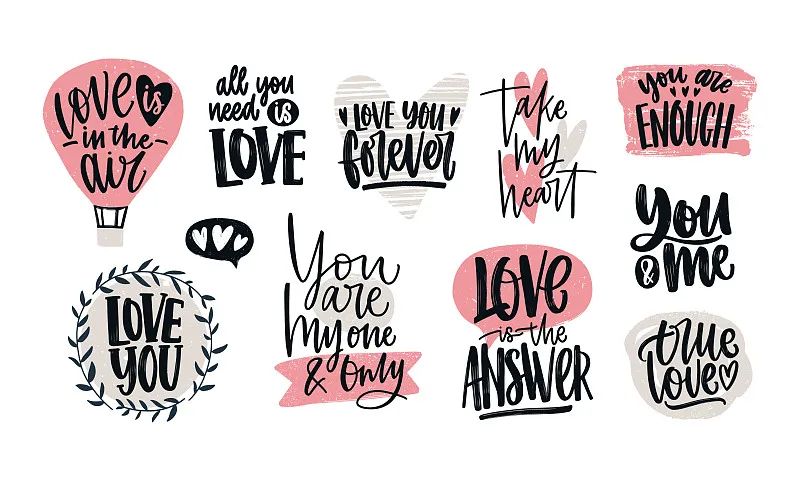 Love is
in the
air
all you
need is
LOVE
LOVE YOU
forever
take
my
heart
you are
ENOUGH
You
& me
LOVE
YOU
You
are
my one
& Only
LOVE
is the
ANSWER
true
love